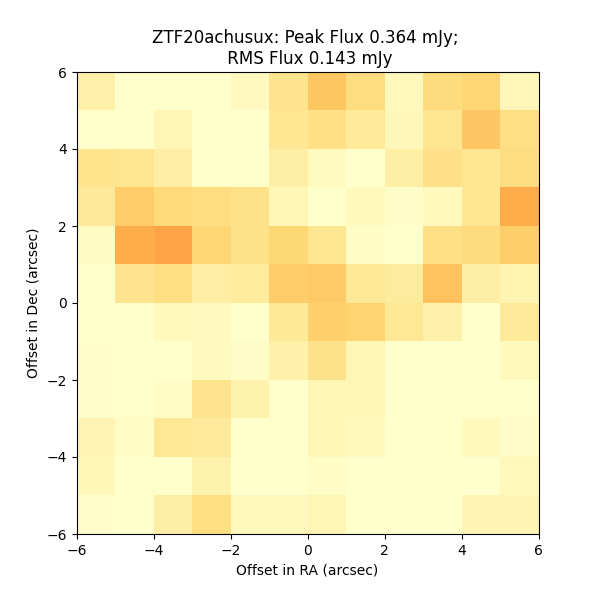 ZTF20achusux: Peak Flux 0.364 mJy;
RMS Flux 0.143 mJy
6
4
2
0
−2
−4
−6
Offset in Dec (arcsec)
−6 −4 −2 0 2 4 6
Offset in RA (arcsec)